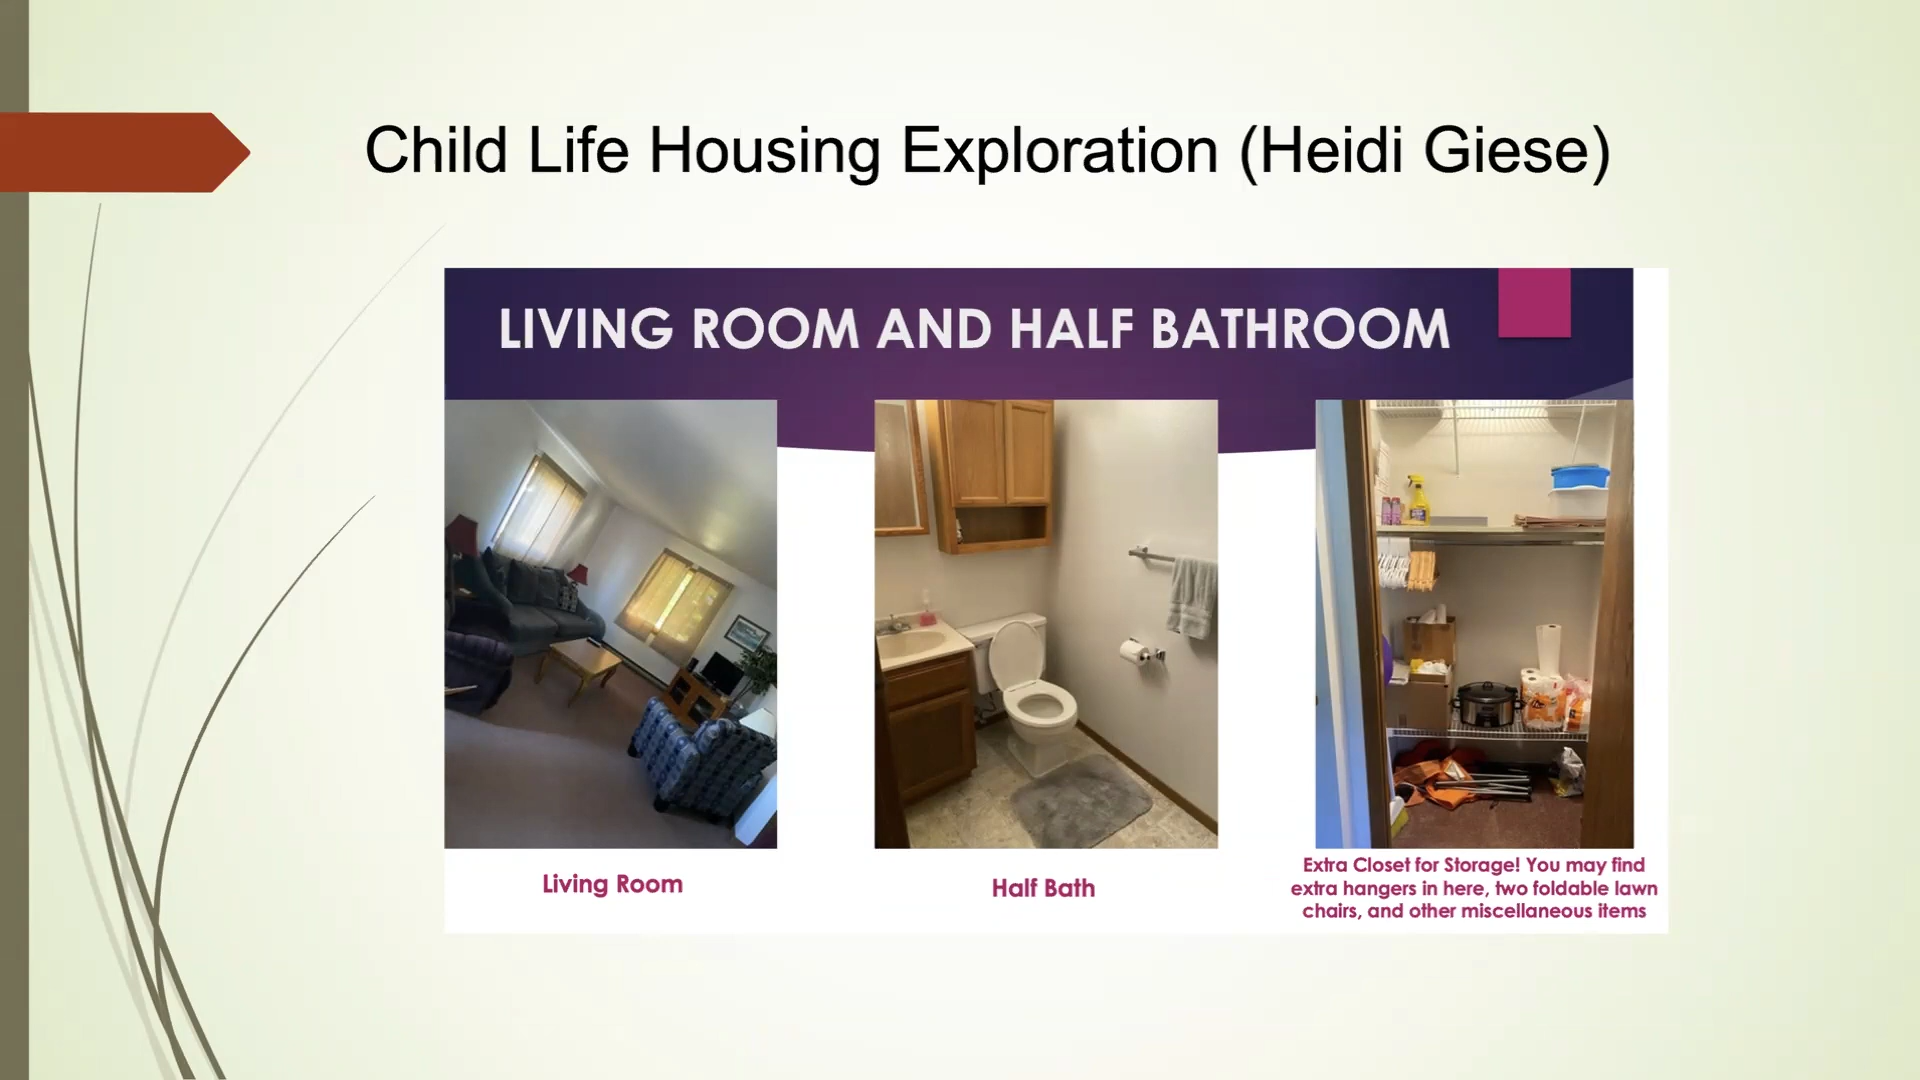 Child Life Housing Exploration (Heidi Giese)
LIVING ROOM AND HALF BATHROOM
Living Room
Half Bath
Extra Closet for Storage! You may find
extra hangers in here, two foldable lawn
chairs, and other miscellaneous items